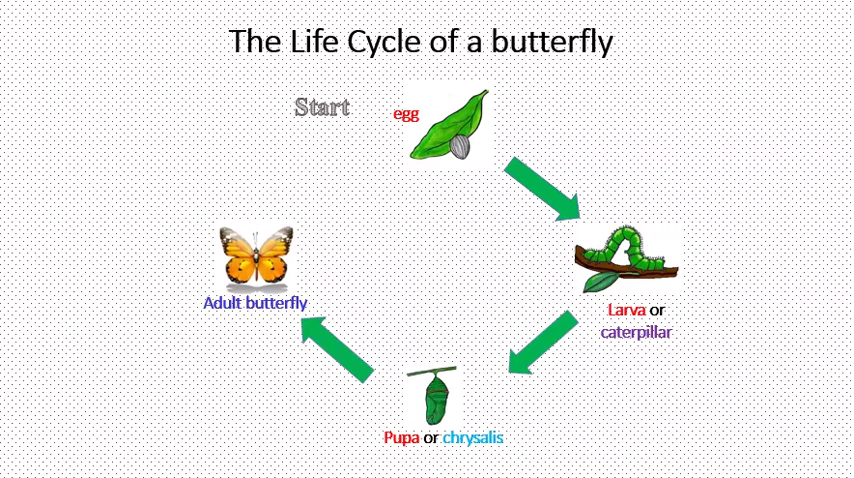 The Life Cycle of a butterfly
Start
egg
Larva or
caterpillar
Pupa or chrysalis
Adult butterfly